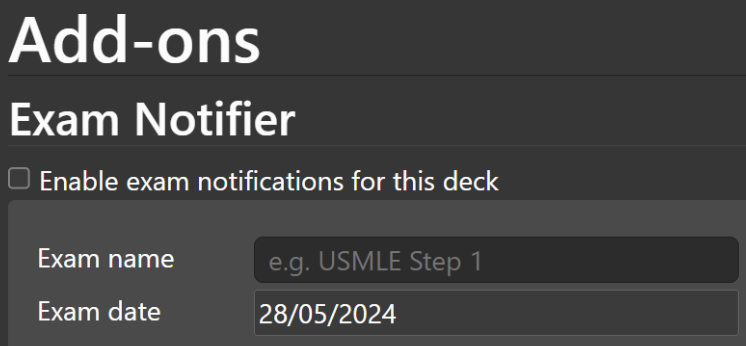 Add-ons
Exam Notifier
Enable exam notifications for this deck
Exam name e.g. USMLE Step 1
Exam date 28/05/2024